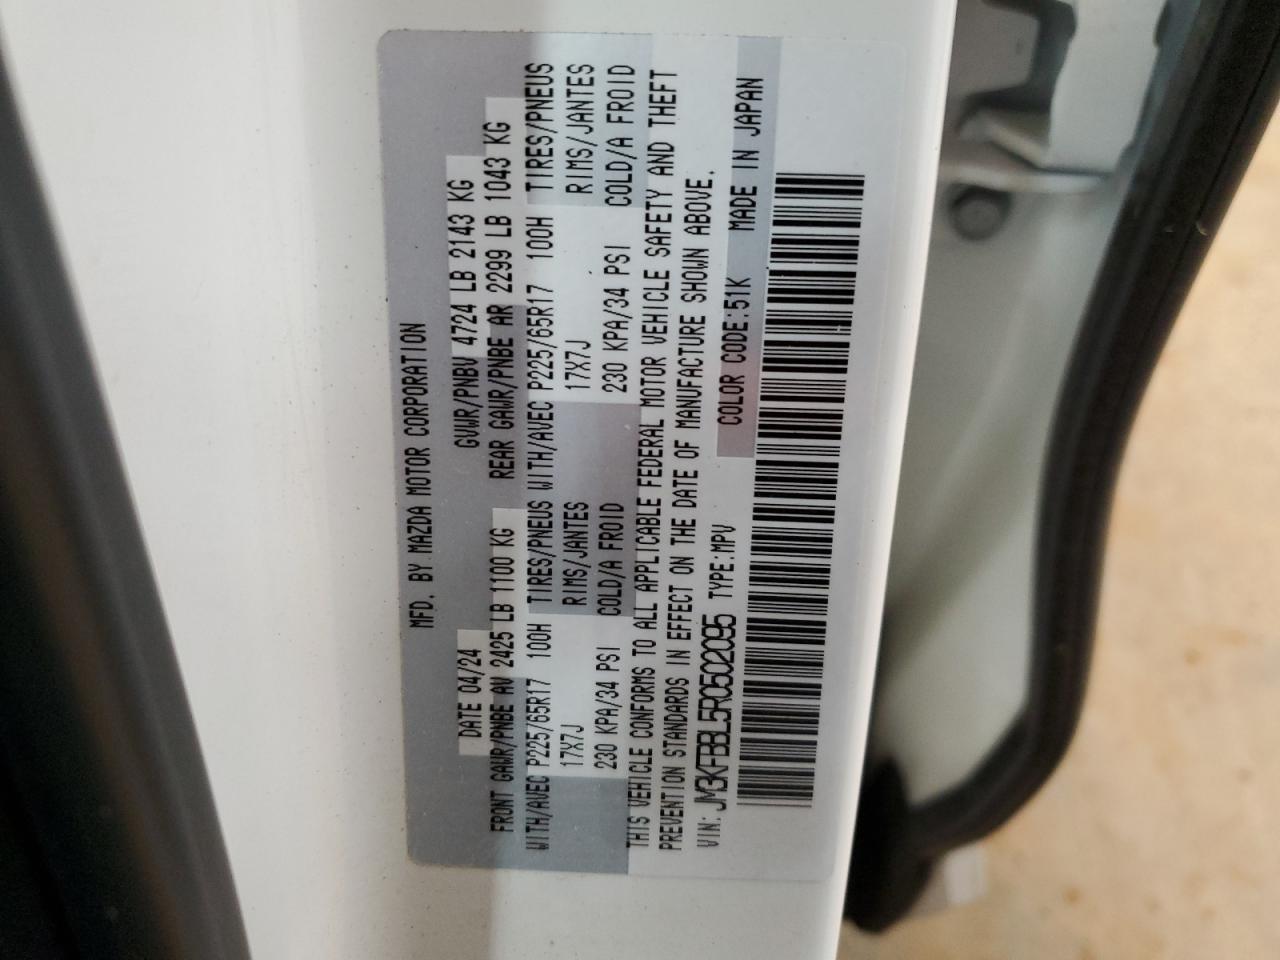 MFD. BY MAZDA MOTOR CORPORATION
DATE 04/24 GVWR/PNBV 4724 LB 2143 KG
FRONT GAWR/PNBE AV 2425 LB 1100 KG REAR GAWR/PNBE AR 2299 LB 1043 KG
WITH/AVEC P225/65R17 100H TIRES/PNEUS WITH/AVEC P225/65R17 100H TIRES/PNEUS
17X7J RIMS/JANTES 17X7J RIMS/JANTES
230 KPA/34 PSI COLD/A FROID 230 KPA/34 PSI COLD/A FROID
THIS VEHICLE CONFORMS TO ALL APPLICABLE FEDERAL MOTOR VEHICLE SAFETY AND THEFT
PREVENTION STANDARDS IN EFFECT ON THE DATE OF MANUFACTURE SHOWN ABOVE.
VIN: JM3KFBBL5R0502095 TYPE:MPV COLOR CODE:51K MADE IN JAPAN